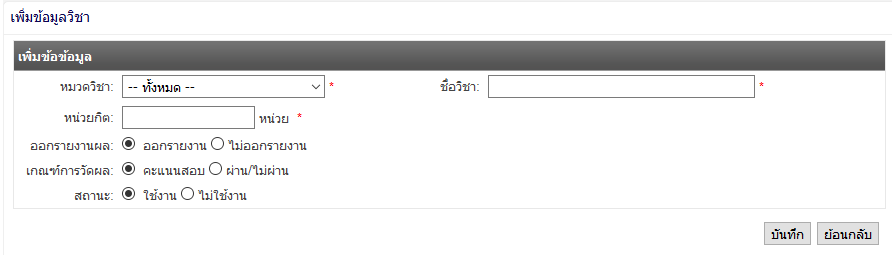 เพิ่มข้อมูลวิชา
เพิ่มข้อข้อมูล
หมวดวิชา: -- ทั้งหมด -- * ชื่อวิชา: *
หน่วยกิต: หน่วย *
ออกรายงานผล: ออกรายงาน ไม่ออกรายงาน
เกณฑ์การวัดผล: คะแนนสอบ ผ่าน/ไม่ผ่าน
สถานะ: ใช้งาน ไม่ใช้งาน
บันทึก ย้อนกลับ